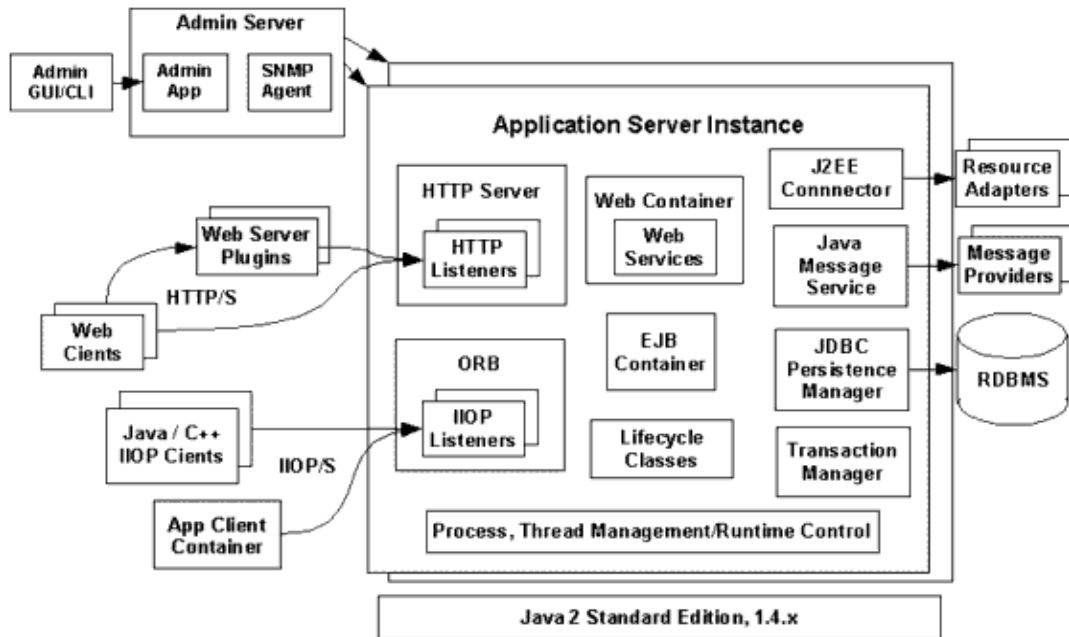 Admin Server
Admin
GUI/CLI
Admin
App
SNMP
Agent
Application Server Instance
HTTP Server
HTTP
Listeners
Web Container
Web
Services
J2EE
Connnector
Resource
Adapters
Web Server
Plugins
HTTP/S
Web
Cients
Java
Message
Service
Message
Providers
ORB
IIOP
Listeners
EJB
Container
JDBC
Persistence
Manager
RDBMS
Java / C++
IIOP Cients
IIOP/S
Lifecycle
Classes
Transaction
Manager
App Client
Container
Process, Thread Management/Runtime Control
Java 2 Standard Edition, 1.4.x